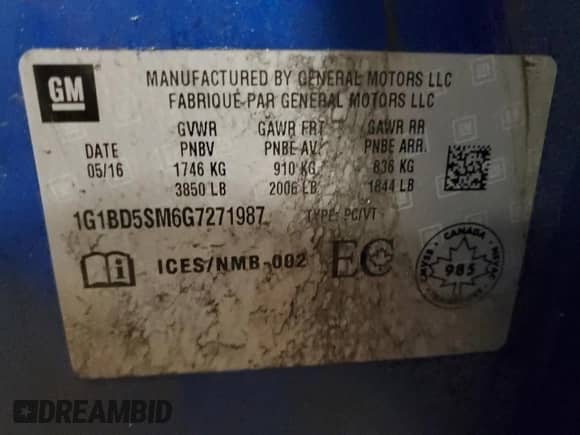 GM
MANUFACTURED BY GENERAL MOTORS LLC
FABRIQUÉ PAR GENERAL MOTORS LLC
GVWR GAWR FRT GAWR RR
DATE PNBV PNBE AV. PNBE ARR.
05/16 1746 KG 910 KG 836 KG
3850 LB 2006 LB 1844 LB
1G1BD5SM6G7271987 TYPE: PC/VT
ICES/NMB-002 EC
CANADA
985
DREAMBID